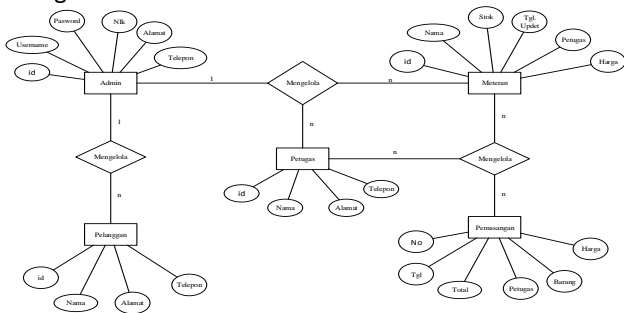 Pasword
NIk
Alamat
Username
Telepon
id
Admin
Stok
Tgl.
Updet
Nama
Petugas
id
Harga
Meteran
1
Mengelola
n
1
n
n
Mengelola
Petugas
n
Mengelola
n
n
id
Telepon
Nama
Alamat
Pelanggan
Pemasangan
id
Telepon
Nama
Alamat
No
Harga
Tgl
Barang
Total
Petugas